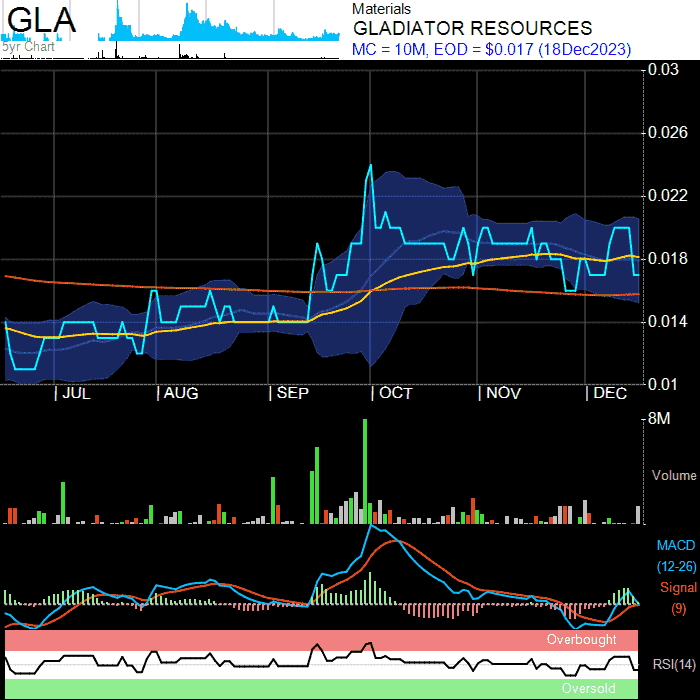 GLA
5yr Chart
Materials
GLADIATOR RESOURCES
MC = 10M, EOD = $0.017 (18Dec2023)
0.03
0.026
0.022
0.018
0.014
0.01
JUL AUG SEP OCT NOV DEC
8M
Volume
MACD
(12-26)
Signal
(9)
Overbought
RSI(14)
Oversold